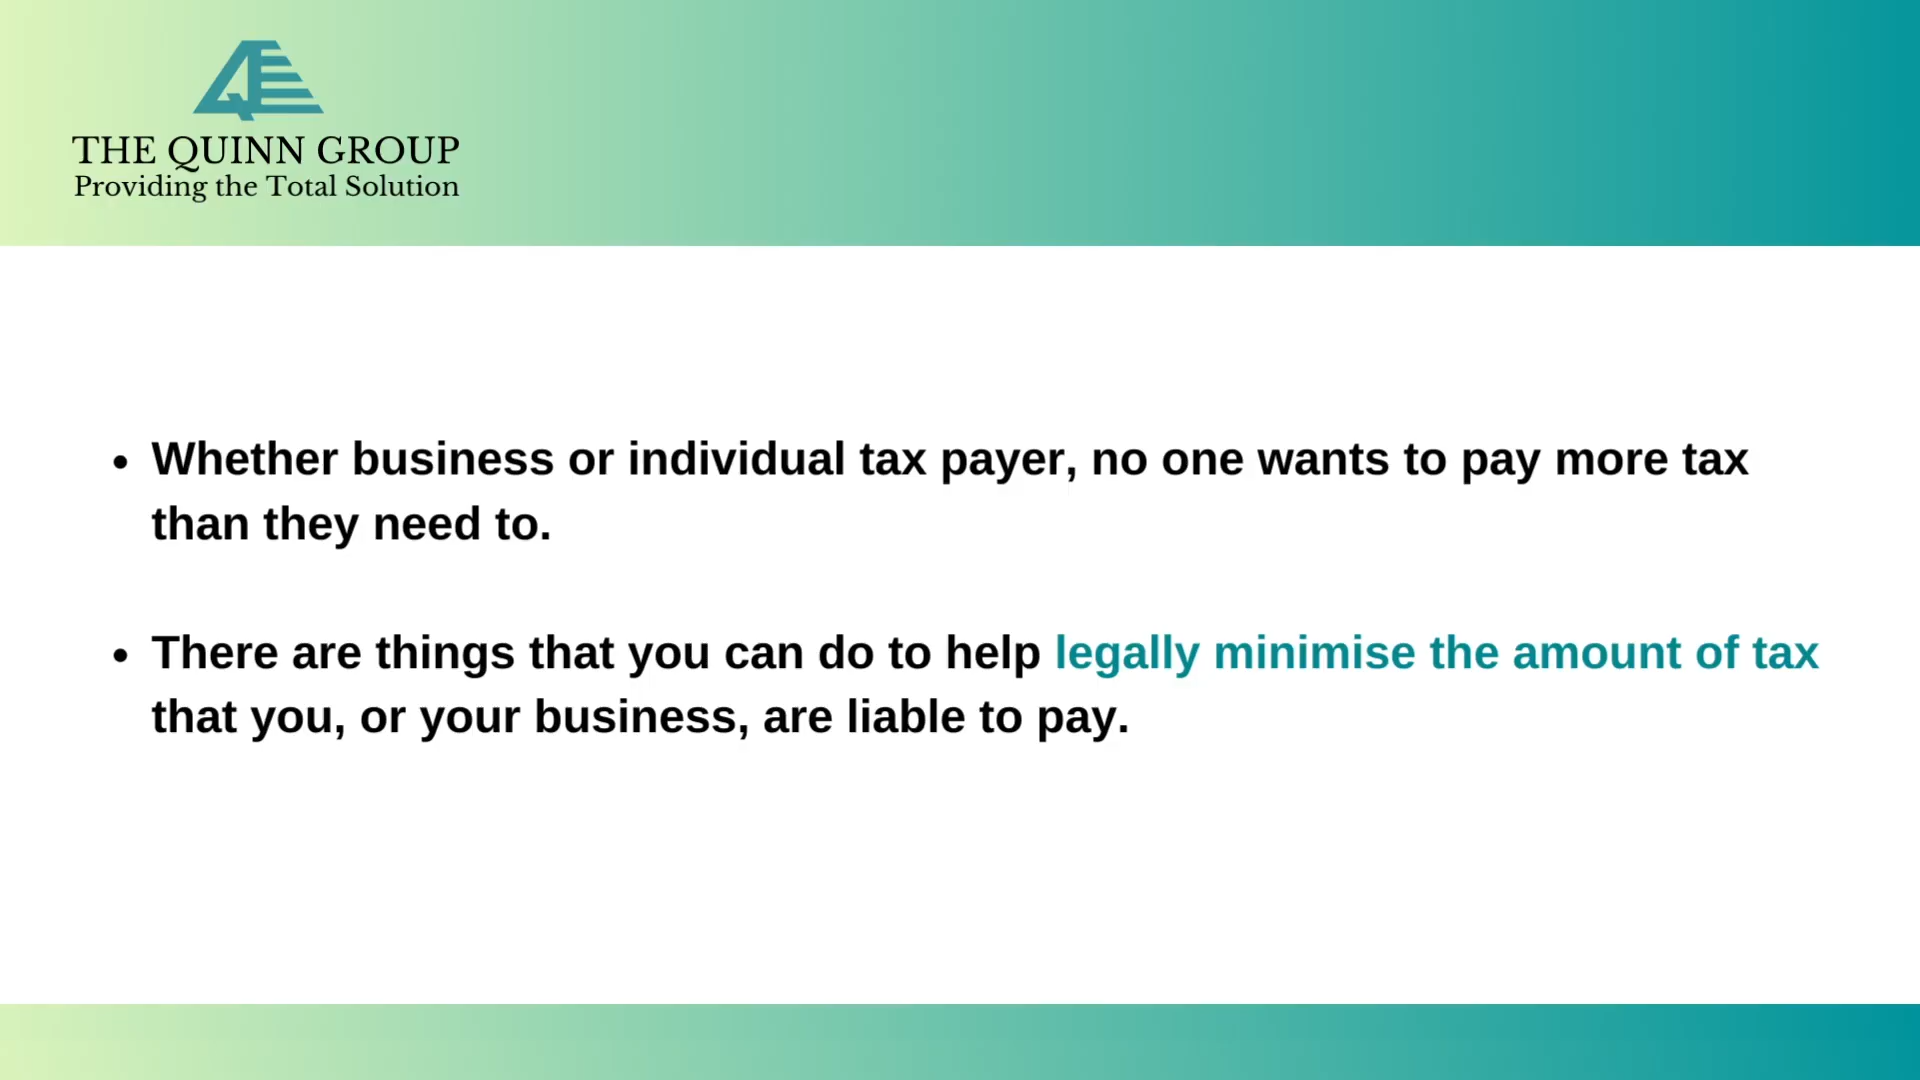 THE QUINN GROUP
Providing the Total Solution
• Whether business or individual tax payer, no one wants to pay more tax
than they need to.
• There are things that you can do to help legally minimise the amount of tax
that you, or your business, are liable to pay.